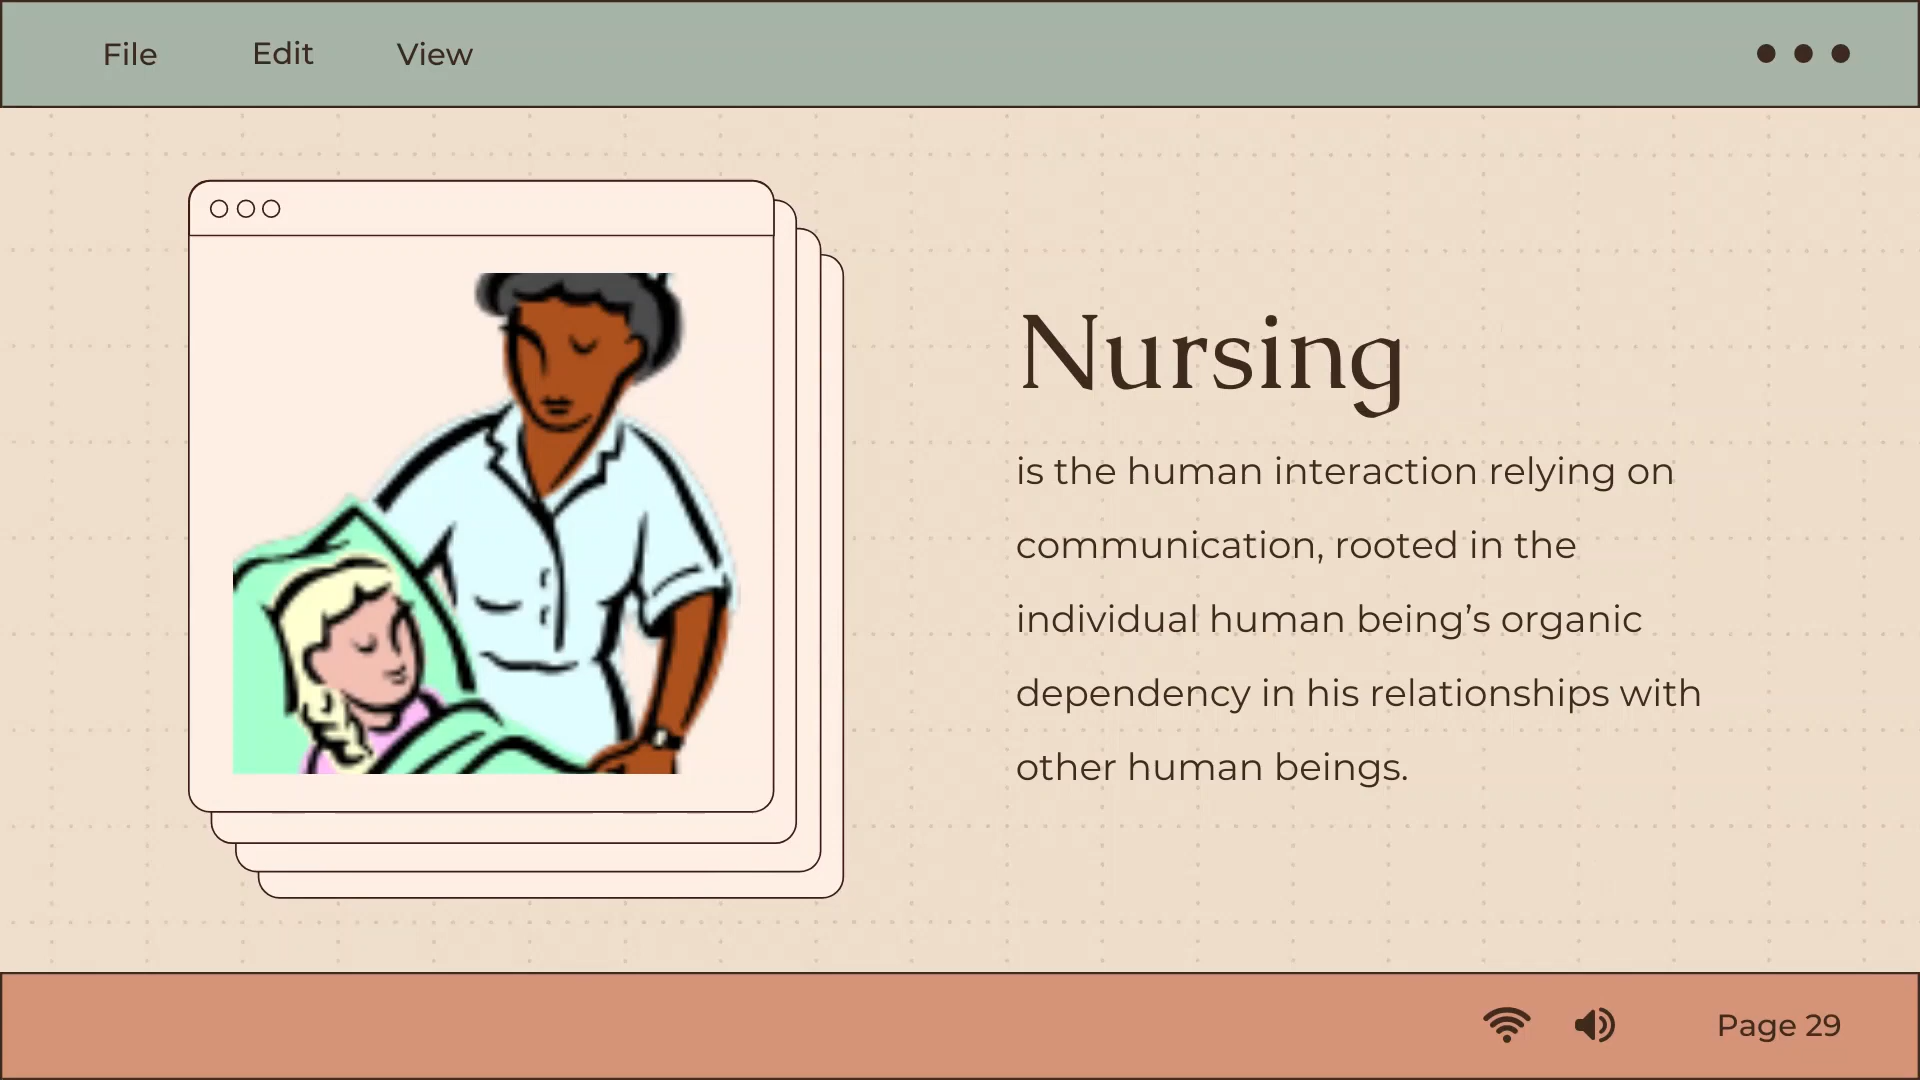 File Edit View
Nursing
is the human interaction relying on
communication, rooted in the
individual human being’s organic
dependency in his relationships with
other human beings.
Page 29